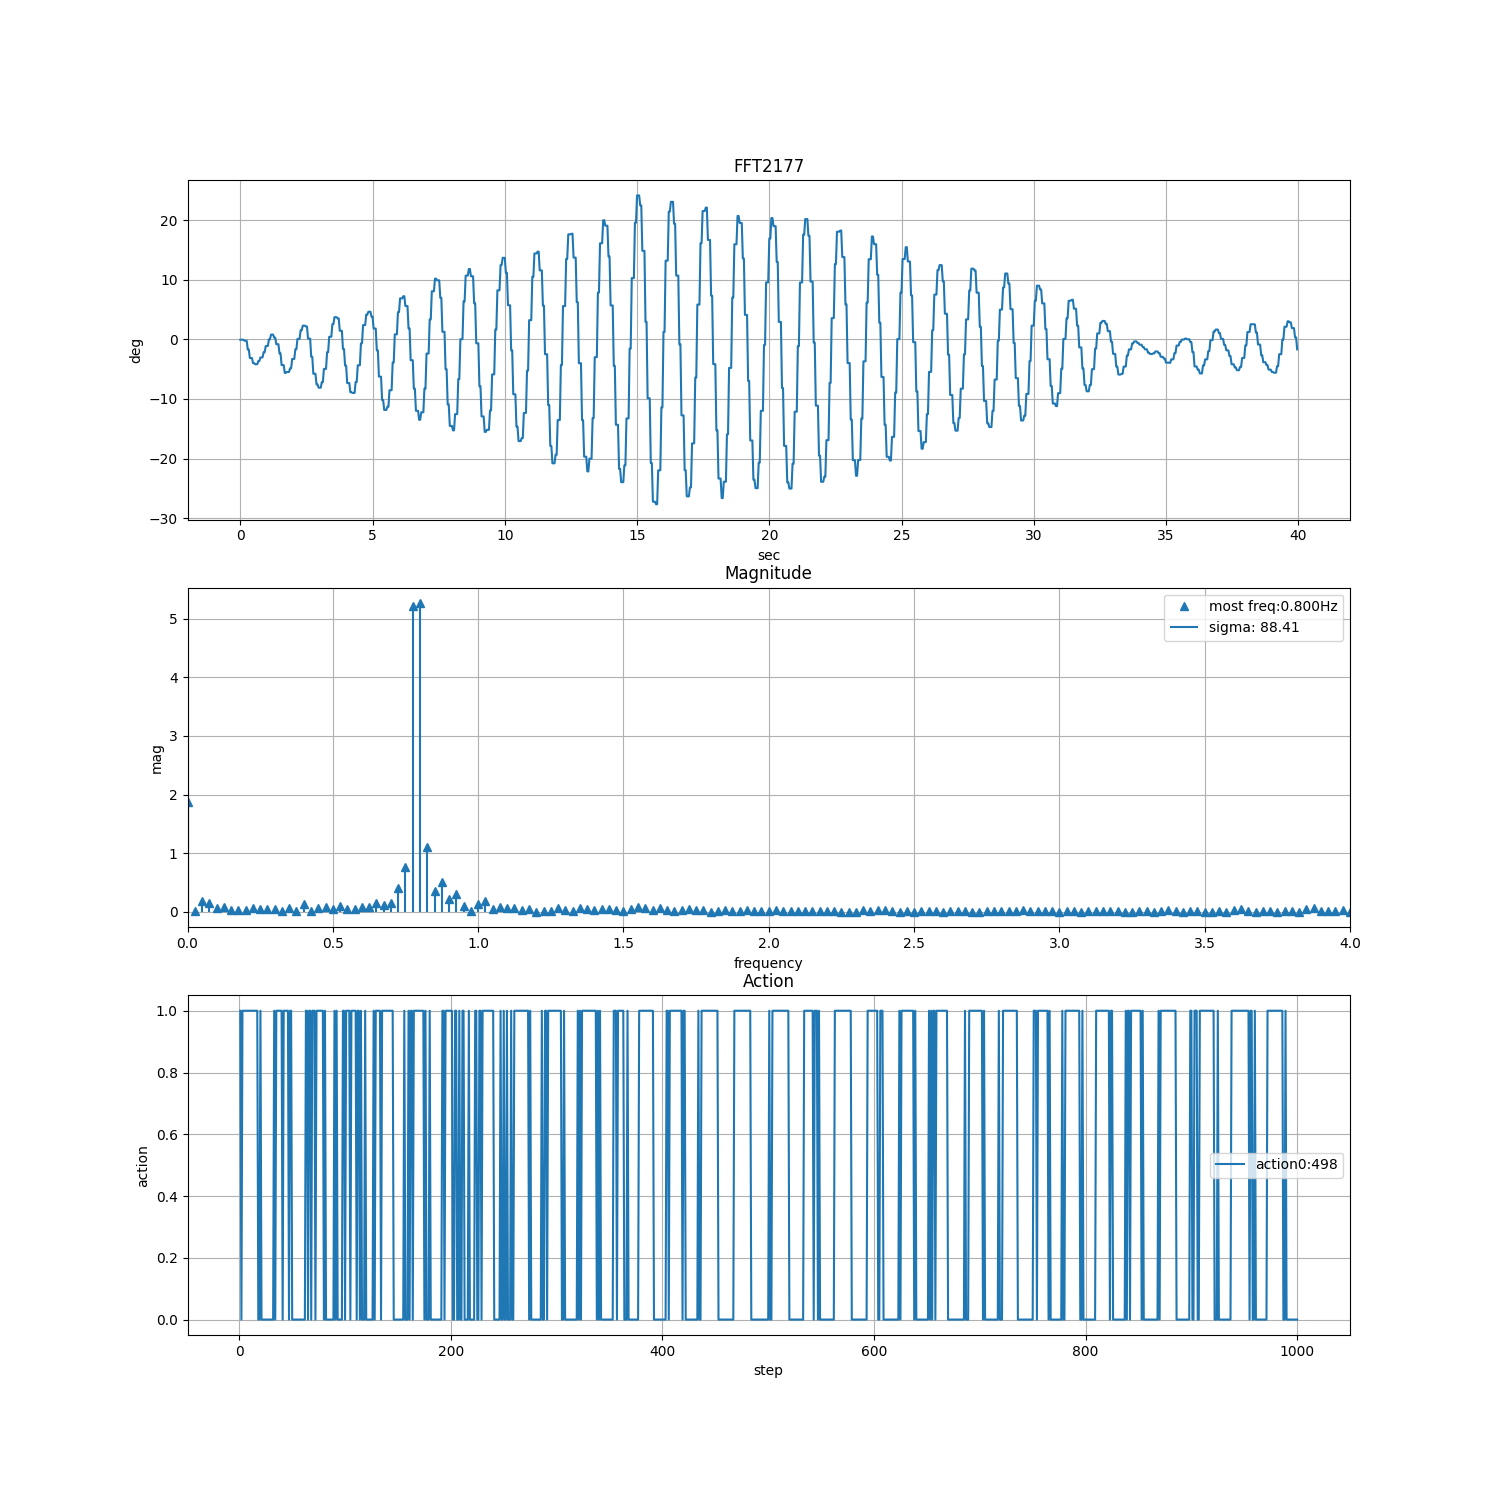 FFT2177
20
10
0
−10
−20
−30
deg
0 5 10 15 20 25 30 35 40
sec
Magnitude
5
4
3
2
1
0
mag
most freq:0.800Hz
sigma: 88.41
0.0 0.5 1.0 1.5 2.0 2.5 3.0 3.5 4.0
frequency
Action
1.0
0.8
0.6
0.4
0.2
0.0
action
action0:498
0 200 400 600 800 1000
step